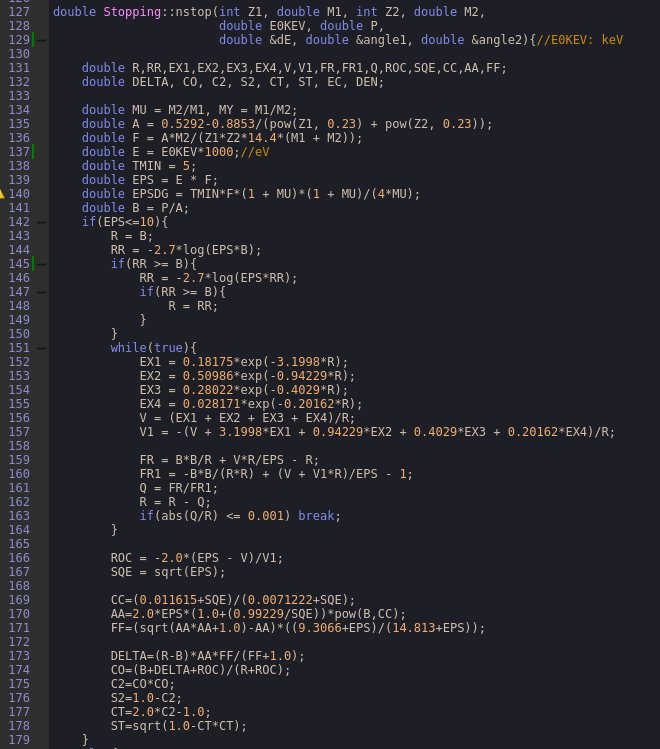 127 double Stopping::nstop(int Z1, double M1, int Z2, double M2,
128                        double E0KEV, double P,
129                        double &dE, double &angle1, double &angle2){//E0KEV: keV
130
131     double R,RR,EX1,EX2,EX3,EX4,V,V1,FR,FR1,Q,ROC,SQE,CC,AA,FF;
132     double DELTA, CO, C2, S2, CT, ST, EC, DEN;
133
134     double MU = M2/M1, MY = M1/M2;
135     double A = 0.5292-0.8853/(pow(Z1, 0.23) + pow(Z2, 0.23));
136     double F = A*M2/(Z1*Z2*14.4*(M1 + M2));
137     double E = E0KEV*1000;//eV
138     double TMIN = 5;
139     double EPS = E * F;
140     double EPSDG = TMIN*F*(1 + MU)*(1 + MU)/(4*MU);
141     double B = P/A;
142     if(EPS<=10){
143         R = B;
144         RR = -2.7*log(EPS*B);
145         if(RR >= B){
146             RR = -2.7*log(EPS*RR);
147             if(RR >= B){
148                 R = RR;
149             }
150         }
151         while(true){
152             EX1 = 0.18175*exp(-3.1998*R);
153             EX2 = 0.50986*exp(-0.94229*R);
154             EX3 = 0.28022*exp(-0.4029*R);
155             EX4 = 0.028171*exp(-0.20162*R);
156             V = (EX1 + EX2 + EX3 + EX4)/R;
157             V1 = -(V + 3.1998*EX1 + 0.94229*EX2 + 0.4029*EX3 + 0.20162*EX4)/R;
158
159             FR = B*B/R + V*R/EPS - R;
160             FR1 = -B*B/(R*R) + (V + V1*R)/EPS - 1;
161             Q = FR/FR1;
162             R = R - Q;
163             if(abs(Q/R) <= 0.001) break;
164         }
165
166         ROC = -2.0*(EPS - V)/V1;
167         SQE = sqrt(EPS);
168
169         CC=(0.011615+SQE)/(0.0071222+SQE);
170         AA=2.0*EPS*(1.0+(0.99229/SQE))*pow(B,CC);
171         FF=(sqrt(AA*AA+1.0)-AA)*((9.3066+EPS)/(14.813+EPS));
172
173         DELTA=(R-B)*AA*FF/(FF+1.0);
174         CO=(B+DELTA+ROC)/(R+ROC);
175         C2=CO*CO;
176         S2=1.0-C2;
177         CT=2.0*C2-1.0;
178         ST=sqrt(1.0-CT*CT);
179     }